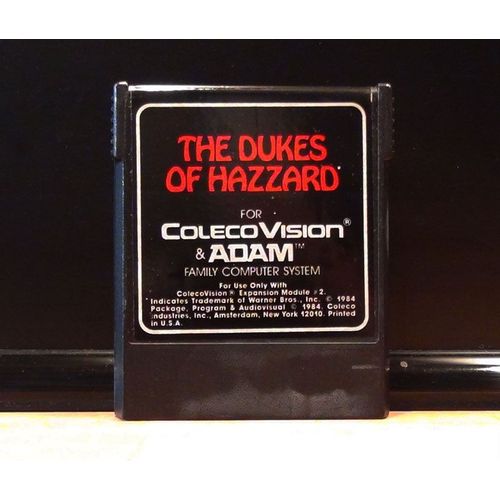 THE DUKES
OF HAZZARD
FOR
COLECOVISION®
& ADAM™
FAMILY COMPUTER SYSTEM
For Use Only With
ColecoVision® Expansion Module #2.
Indicates Trademark of Warner Bros., Inc. © 1984
Package, Program & Audiovisual © 1984. Coleco
Industries, Inc., Amsterdam, New York 12010. Printed
in U.S.A.